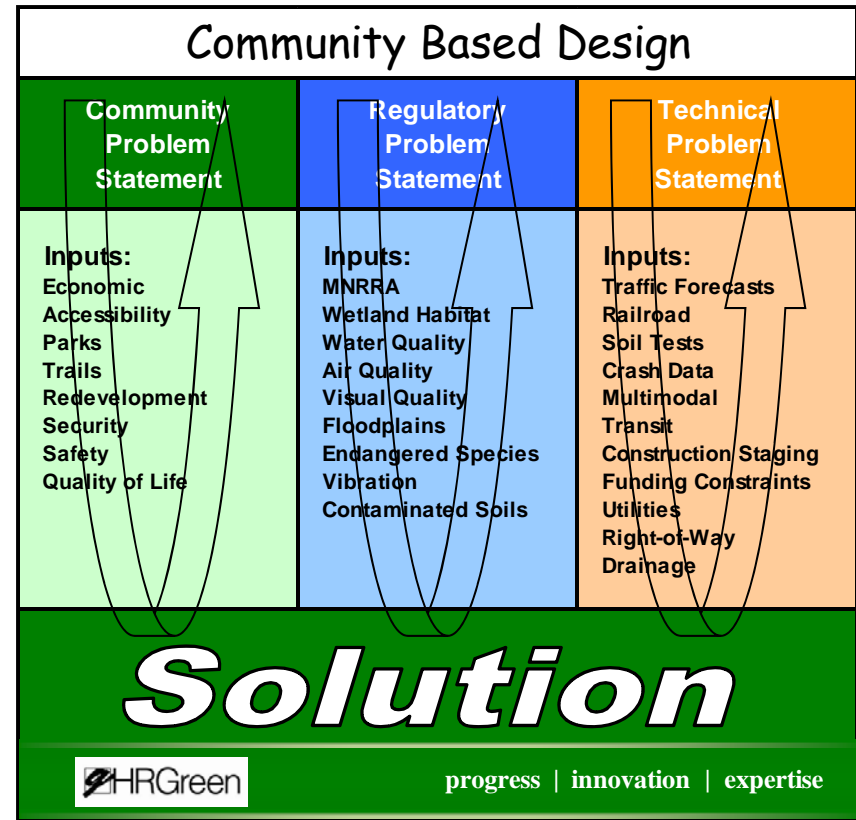 Community Based Design
Community
Problem
Statement
Inputs:
Economic
Accessibility
Parks
Trails
Redevelopment
Security
Safety
Quality of Life
Regulatory
Problem
Statement
Inputs:
MNRRA
Wetland Habitat
Water Quality
Air Quality
Visual Quality
Floodplains
Endangered Species
Vibration
Contaminated Soils
Technical
Problem
Statement
Inputs:
Traffic Forecasts
Railroad
Soil Tests
Crash Data
Multimodal
Transit
Construction Staging
Funding Constraints
Utilities
Right-of-Way
Drainage
Solution
HRGreen
progress | innovation | expertise